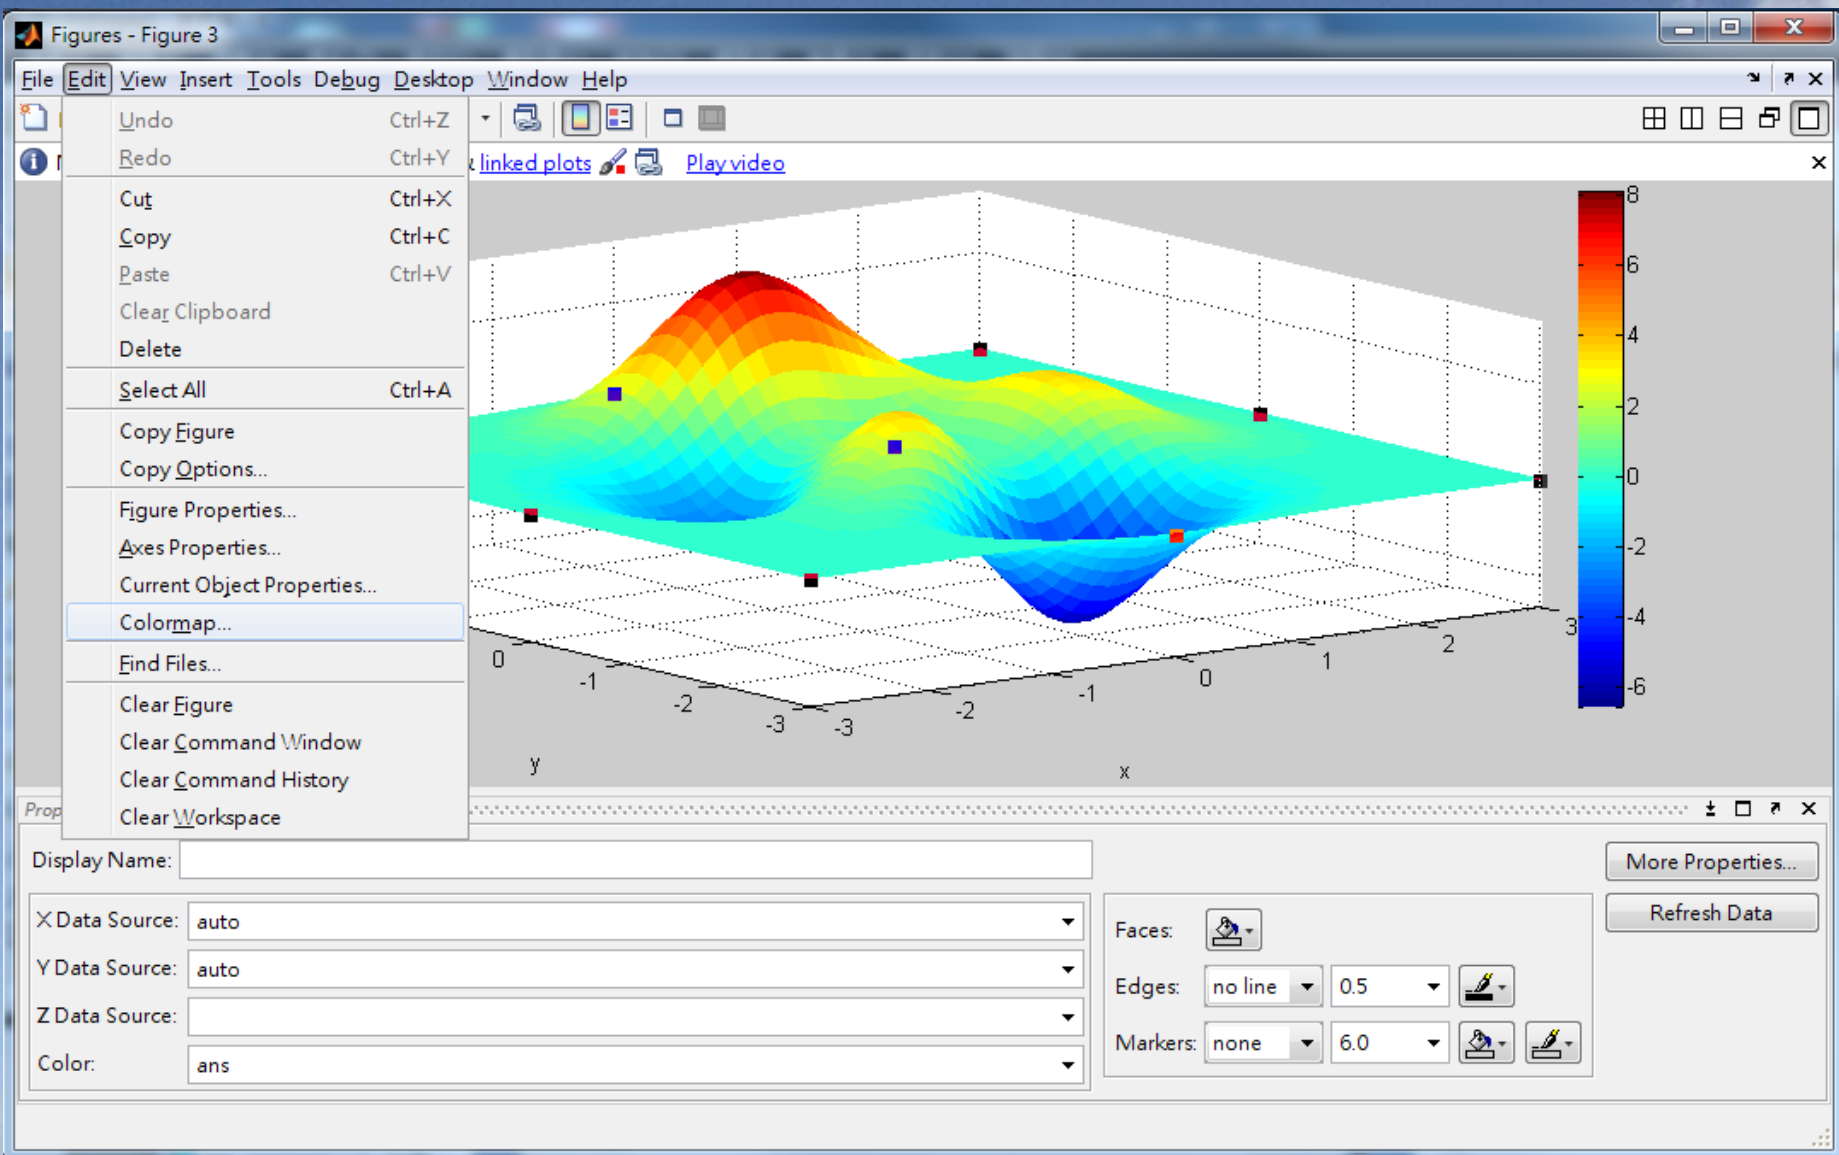 Figures - Figure 3
File Edit View Insert Tools Debug Desktop Window Help
Undo Ctrl+Z
Redo Ctrl+Y
Cut Ctrl+X
Copy Ctrl+C
Paste Ctrl+V
Clear Clipboard
Delete
Select All Ctrl+A
Copy Figure
Copy Options...
Figure Properties...
Axes Properties...
Current Object Properties...
Colormap...
Find Files...
Clear Figure
Clear Command Window
Clear Command History
Clear Workspace
linked plots Play video
8
6
4
2
0
-2
-4
-6
0
-1
-2
-3
y
-3
-2
-1
0
1
2
3
x
Prop
Display Name:
X Data Source: auto
Y Data Source: auto
Z Data Source:
Color: ans
Faces:
Edges: no line 0.5
Markers: none 6.0
More Properties...
Refresh Data